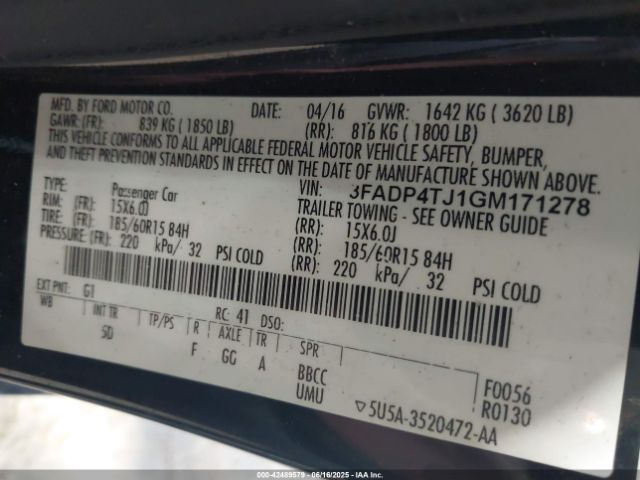 MFD. BY FORD MOTOR CO. DATE: 04/16 GVWR: 1642 KG ( 3620 LB)
GAWR: (FR): 839 KG ( 1850 LB) (RR): 816 KG ( 1800 LB)
THIS VEHICLE CONFORMS TO ALL APPLICABLE FEDERAL MOTOR VEHICLE SAFETY, BUMPER,
AND THEFT PREVENTION STANDARDS IN EFFECT ON THE DATE OF MANUFACTURE SHOWN ABOVE.
VIN: 3FADP4TJ1GM171278
TYPE: Passenger Car TRAILER TOWING - SEE OWNER GUIDE
RIM: (FR): 15X6.0J (RR): 15X6.0J
TIRE: (FR): 185/60R15 84H (RR): 185/60R15 84H
PRESSURE: (FR): 220 kPa/ 32 PSI COLD (RR): 220 kPa/ 32 PSI COLD
EXT PNT: G1 RC: 41 DSO:
WB INT TR TP/PS R AXLE TR SPR
5D F GG A BBCC F0056
UMU R0130
5U5A-3520472-AA
00-42489579 - 06/16/2025 - IAAI.COM